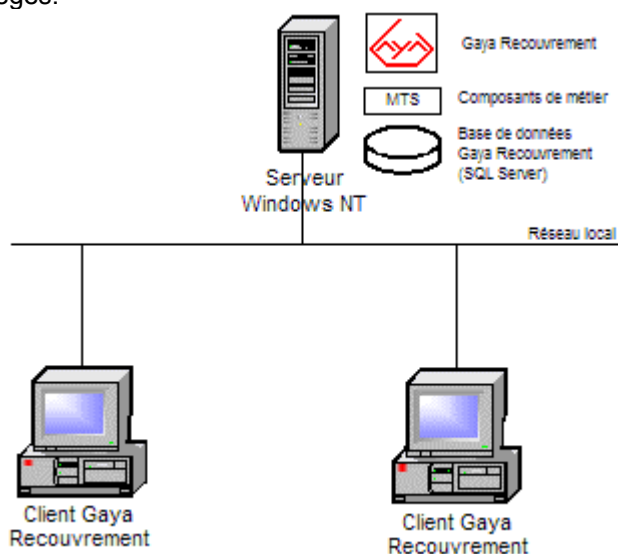 Gaya Recouvrement
MTS
Composants de métier
Base de données
Gaya Recouvrement
(SQL Server)
Serveur
Windows NT
Réseau local
Client Gaya
Recouvrement
Client Gaya
Recouvrement